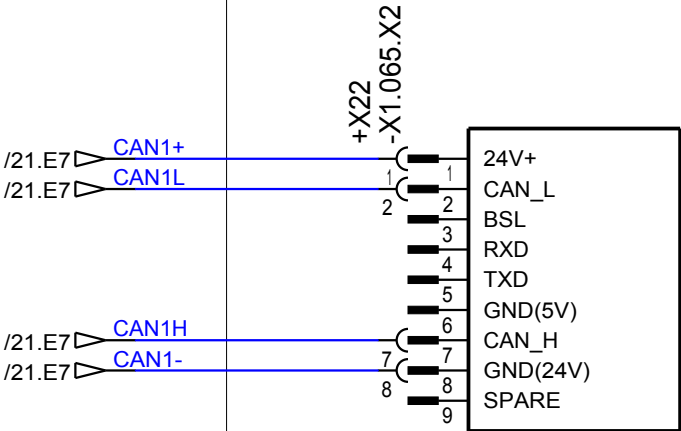 +X22
-X1.065.X2
/21.E7 CAN1+ 1 1 24V+
/21.E7 CAN1L 2 2 CAN_L
3 BSL
4 RXD
5 TXD
6 GND(5V)
/21.E7 CAN1H 7 7 CAN_H
/21.E7 CAN1- 8 8 GND(24V)
9 SPARE